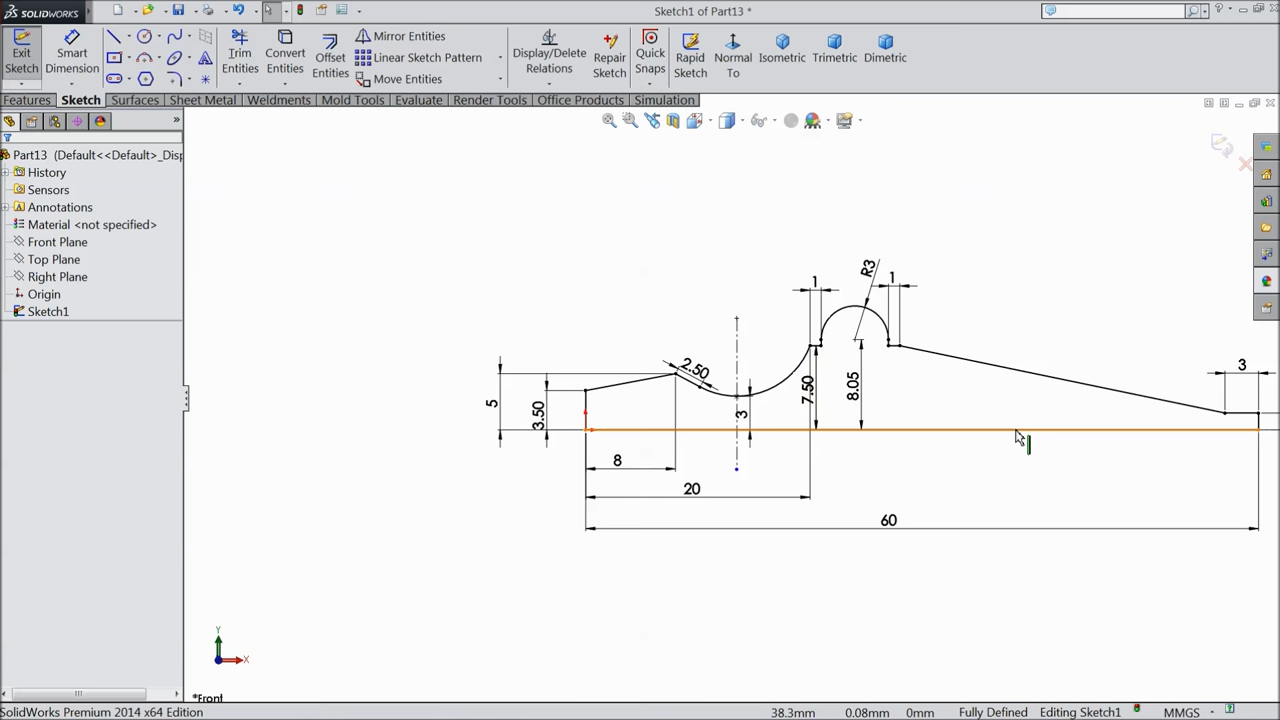 SOLIDWORKS
Sketch1 of Part13 *
Exit Sketch
Smart Dimension
Trim Entities
Convert Entities
Offset Entities
Mirror Entities
Linear Sketch Pattern
Move Entities
Display/Delete Relations
Repair Sketch
Quick Snaps
Rapid Sketch
Normal To
Isometric
Trimetric
Dimetric
Features
Sketch
Surfaces
Sheet Metal
Weldments
Mold Tools
Evaluate
Render Tools
Office Products
Simulation
Part13 (Default<<Default>_Disp
History
Sensors
Annotations
Material <not specified>
Front Plane
Top Plane
Right Plane
Origin
Sketch1
R3
1
1
2.50
3
5
3.50
3
7.50
8.05
8
20
60
Y
X
*Front
SolidWorks Premium 2014 x64 Edition
38.3mm
0.08mm
0mm
Fully Defined
Editing Sketch1
MMGS